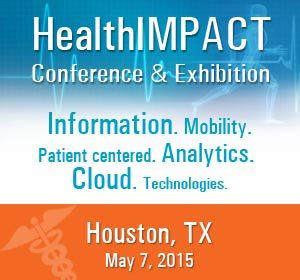 HealthIMPACT
Conference & Exhibition
Information. Mobility.
Patient centered. Analytics.
Cloud. Technologies.
Houston, TX
May 7, 2015